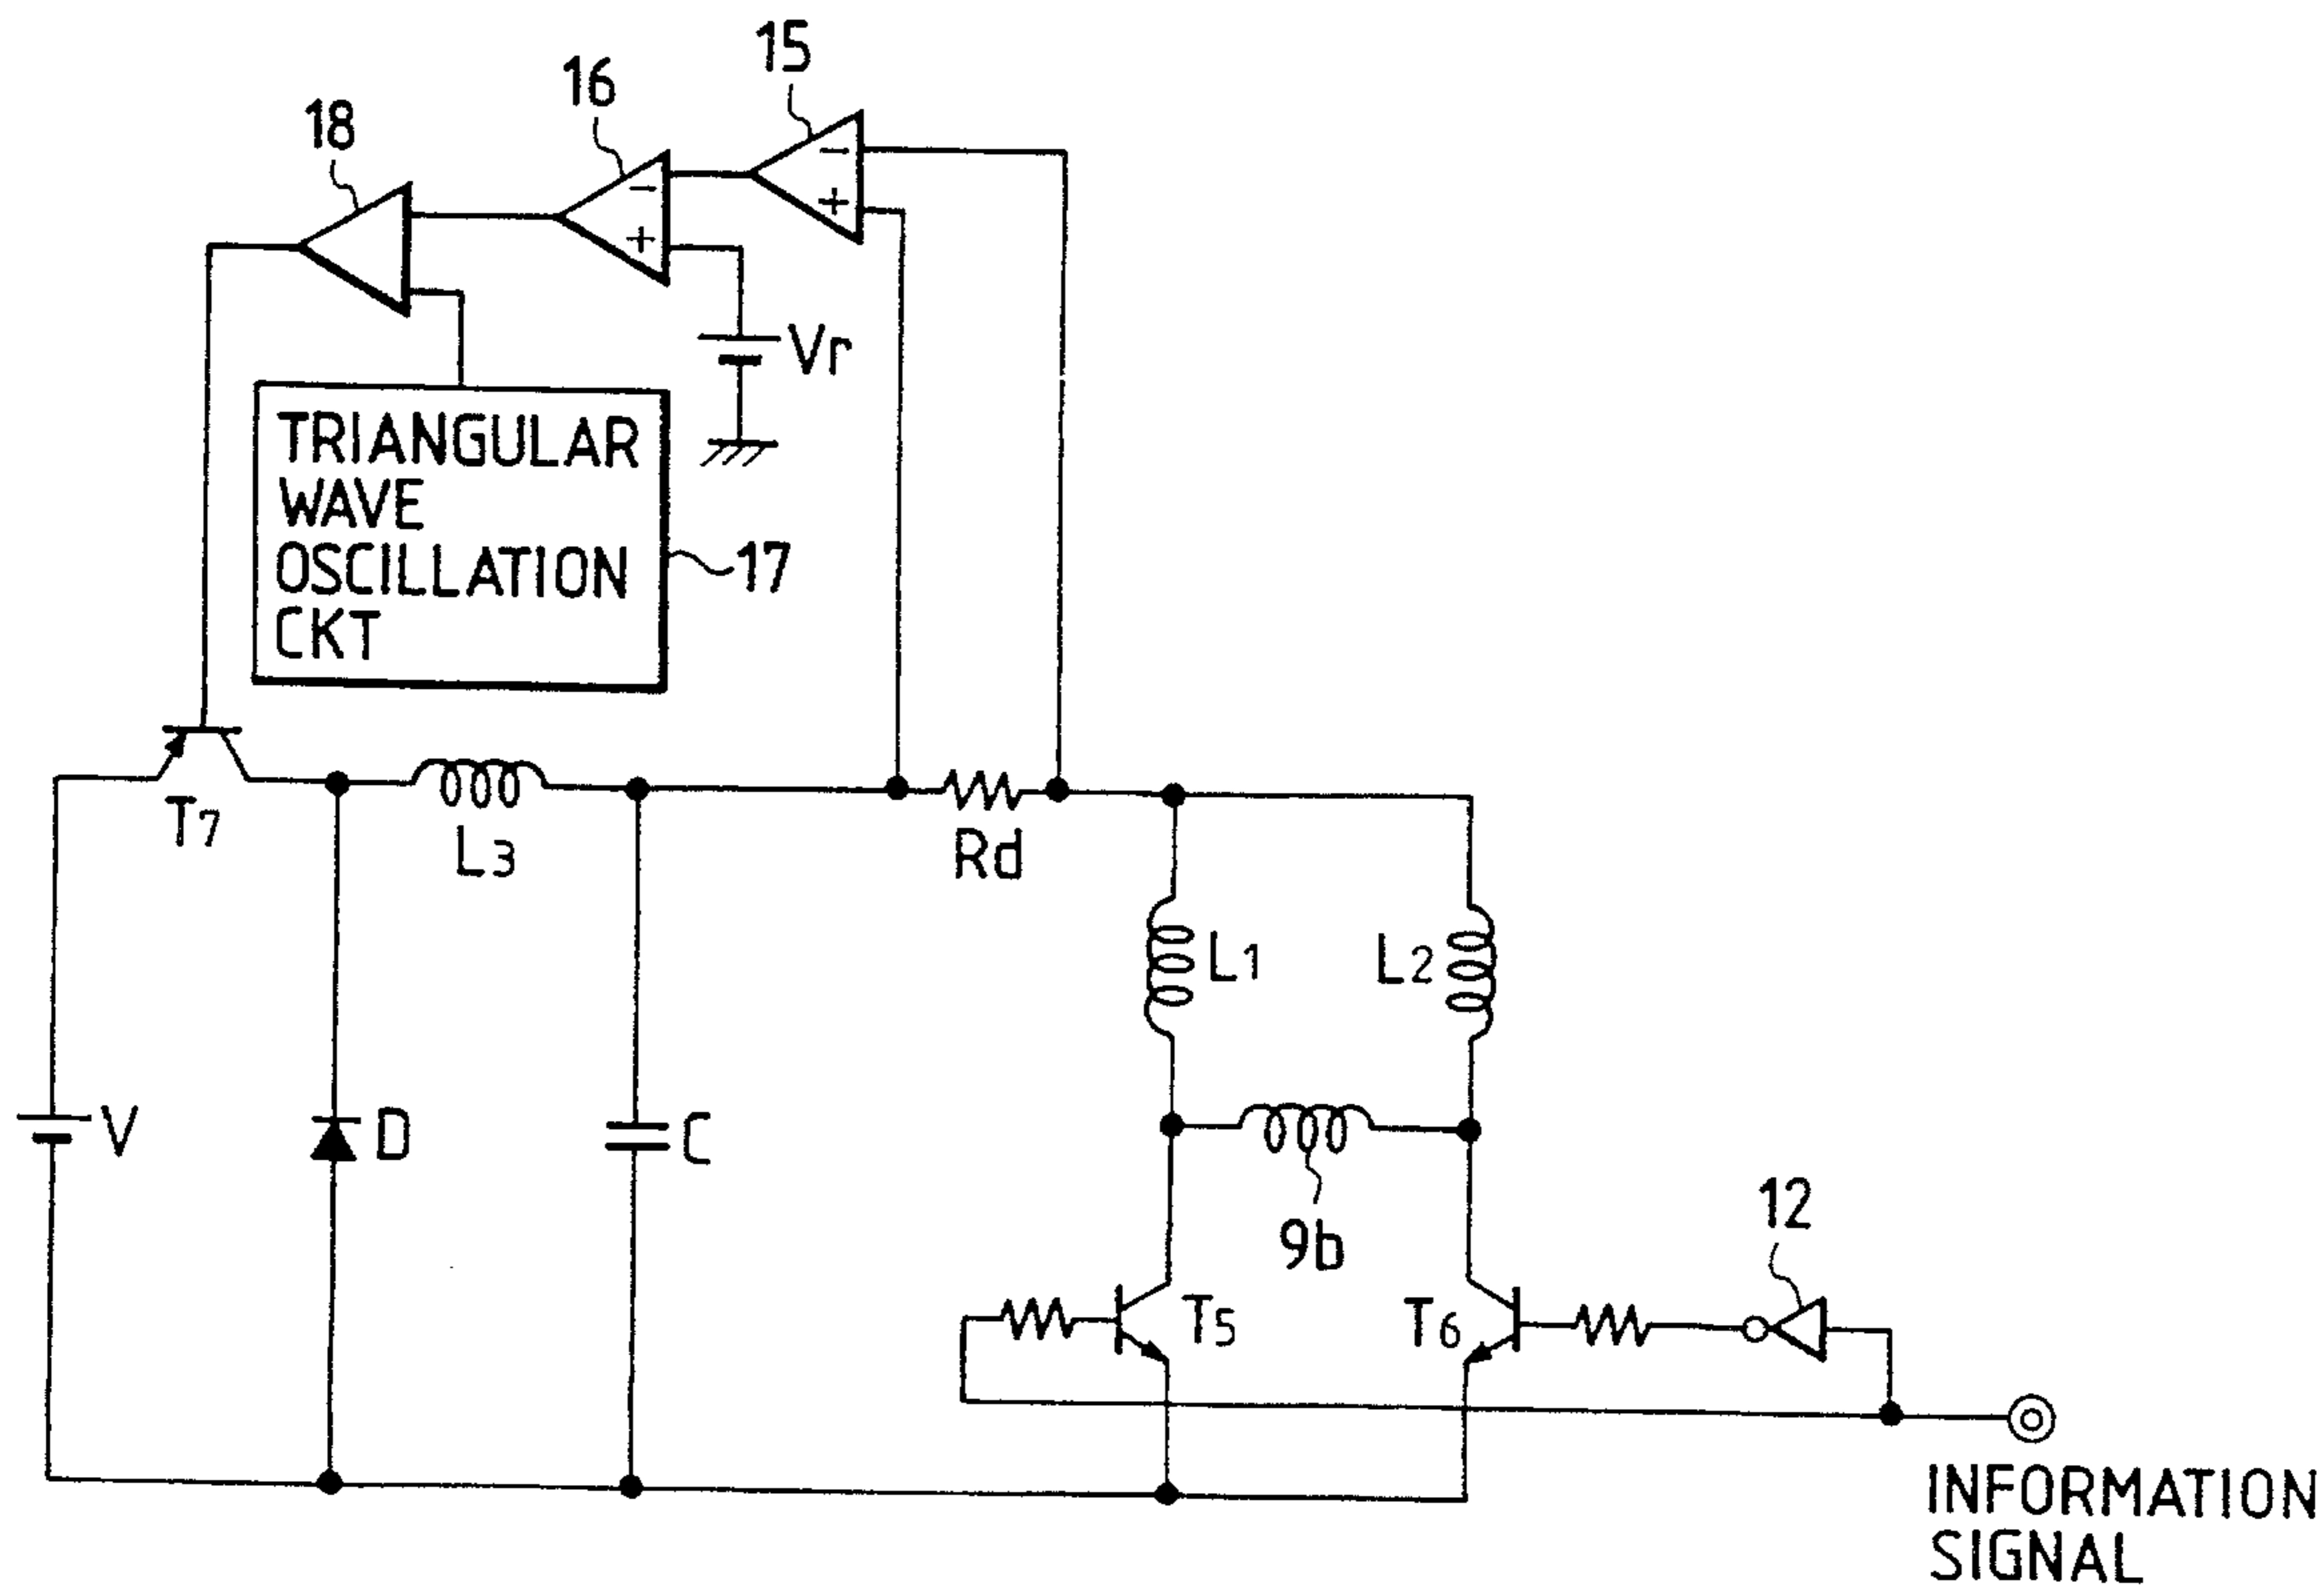 15
16
18
Vr
TRIANGULAR
WAVE
OSCILLATION
CKT
17
T7
L3
Rd
L1
L2
V
D
C
9b
12
T5
T6
INFORMATION
SIGNAL